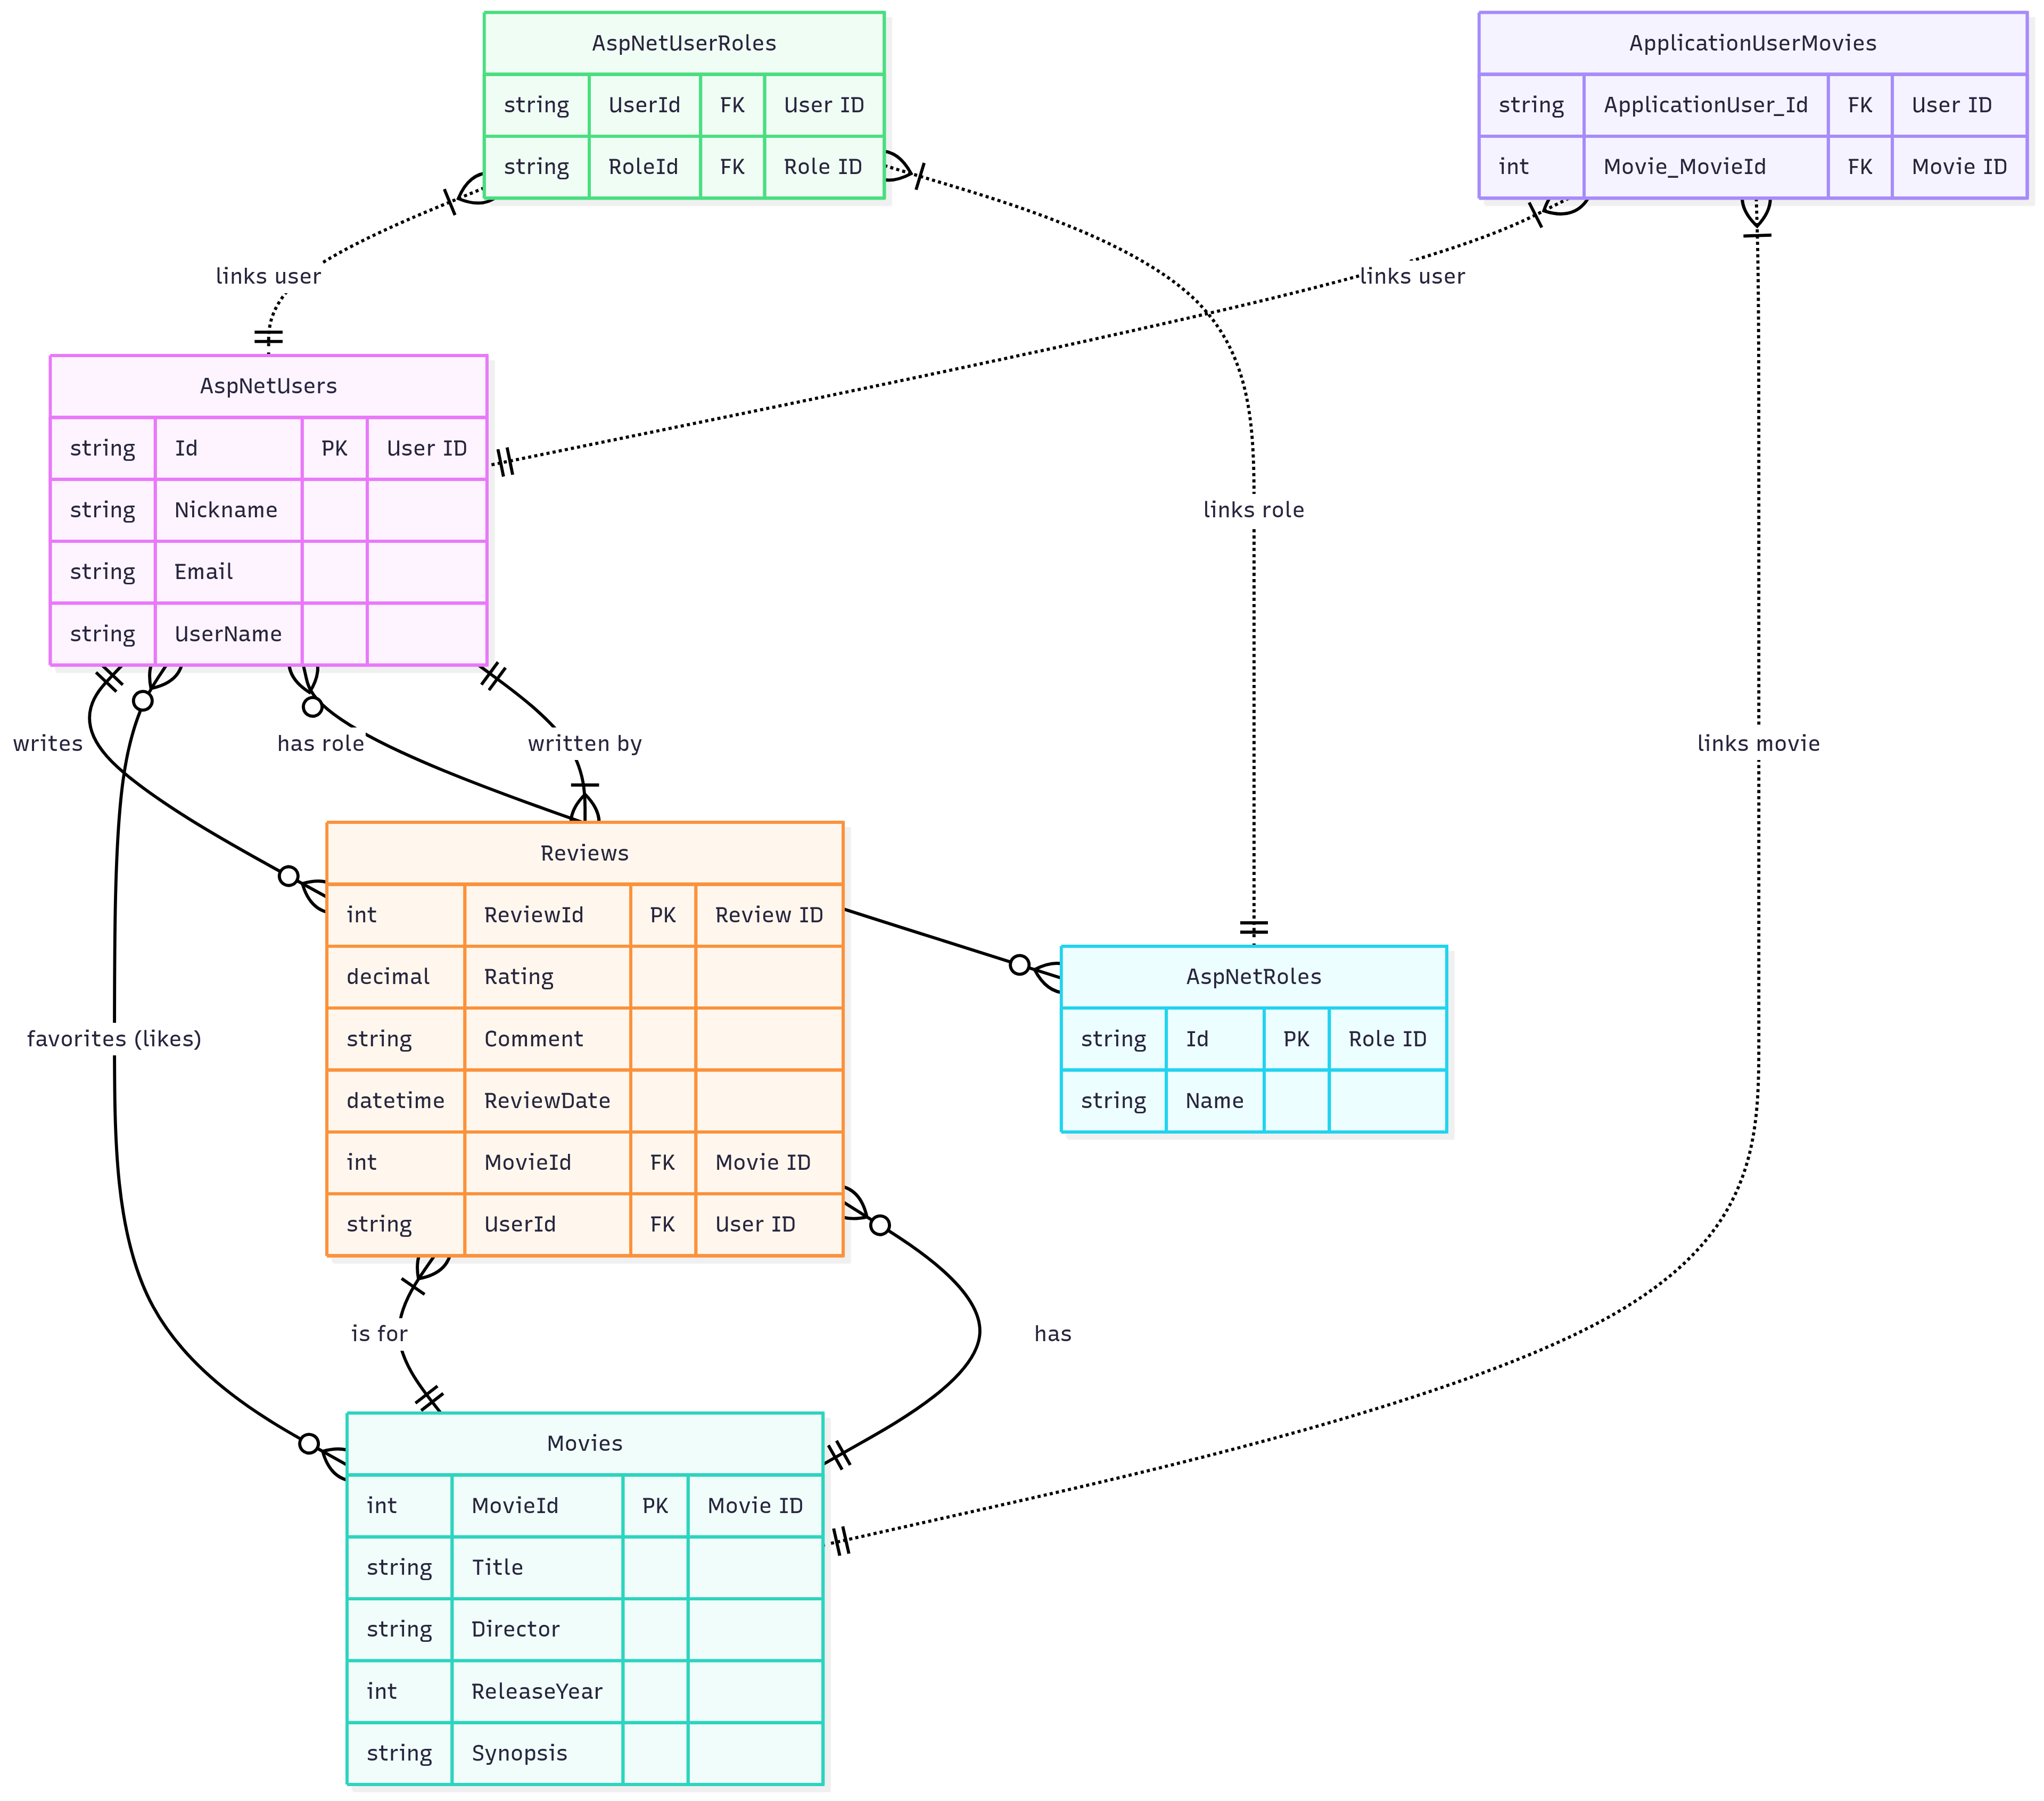 AspNetUserRoles
string UserId FK User ID
string RoleId FK Role ID
ApplicationUserMovies
string ApplicationUser_Id FK User ID
int Movie_MovieId FK Movie ID
links user
links user
AspNetUsers
string Id PK User ID
string Nickname
string Email
string UserName
links role
writes
has role
written by
links movie
Reviews
int ReviewId PK Review ID
decimal Rating
string Comment
datetime ReviewDate
int MovieId FK Movie ID
string UserId FK User ID
AspNetRoles
string Id PK Role ID
string Name
favorites (likes)
is for
has
Movies
int MovieId PK Movie ID
string Title
string Director
int ReleaseYear
string Synopsis